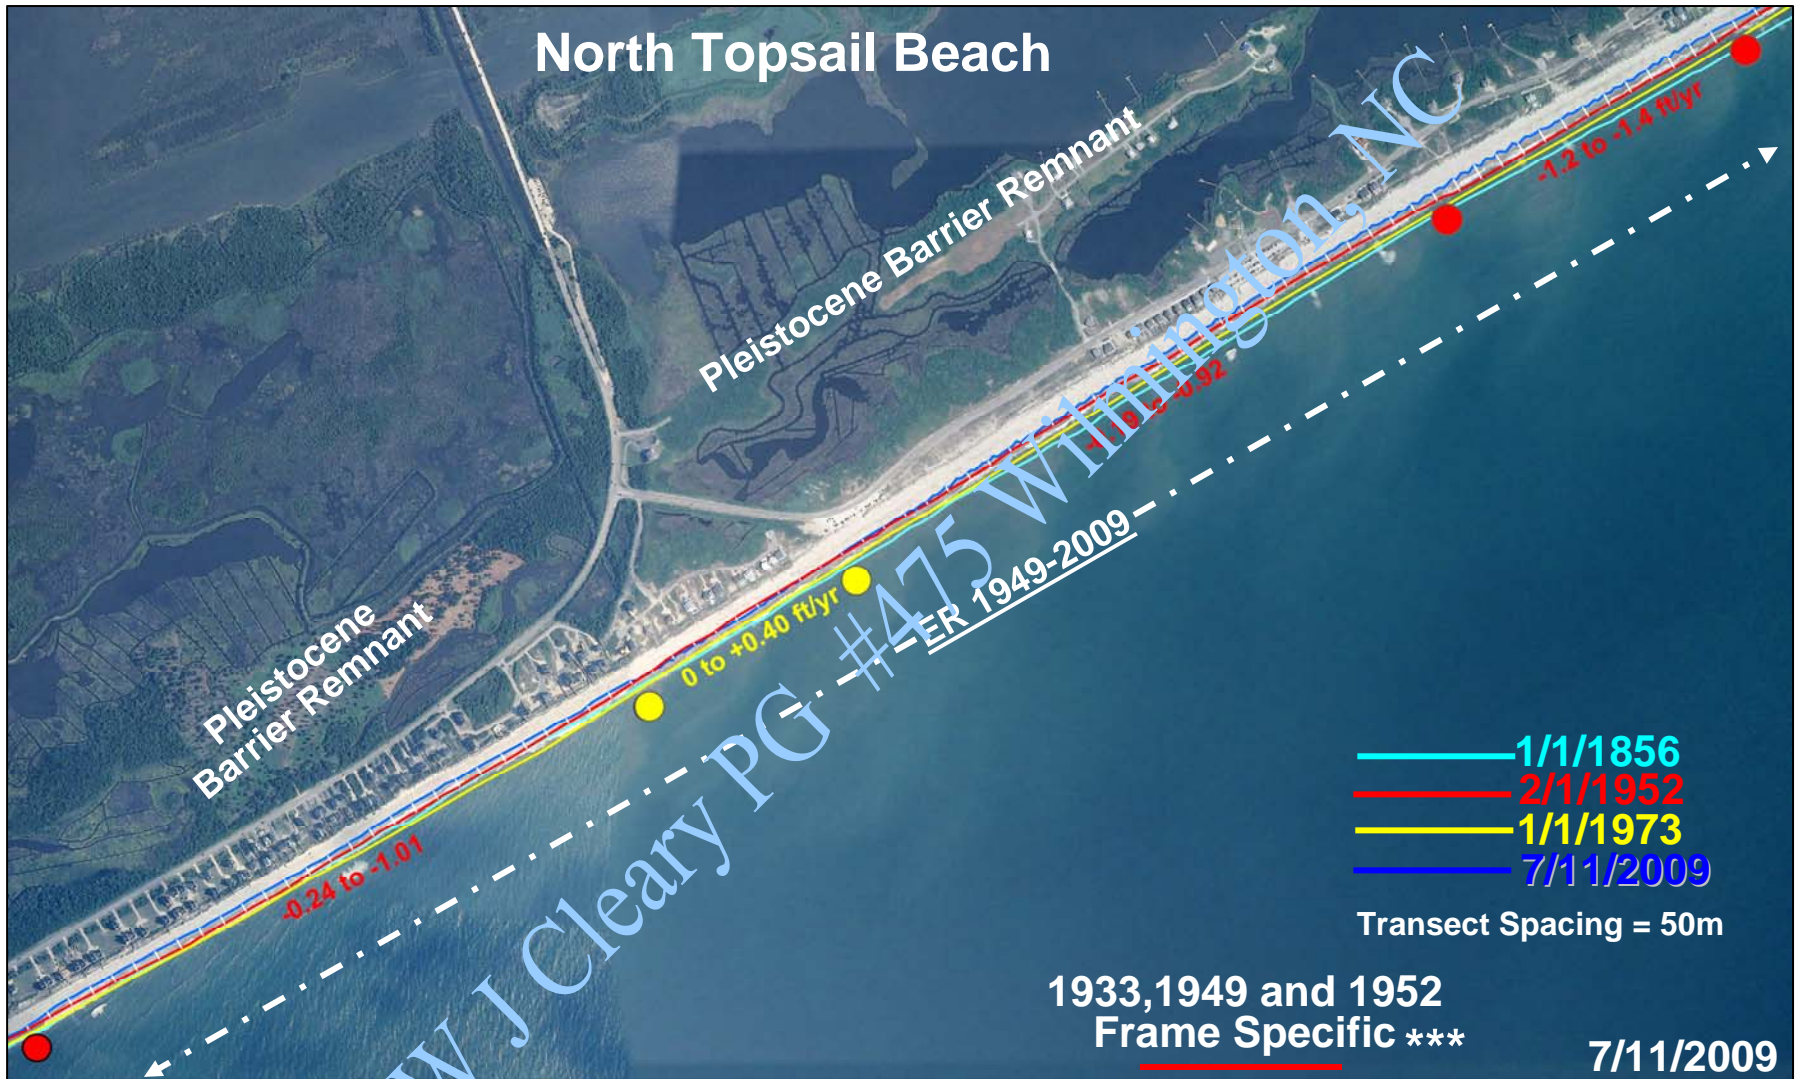 North Topsail Beach
-1.2 to -1.4 ft/yr
Pleistocene Barrier Remnant
ER 1949-2009
0 to +0.40 ft/yr
Pleistocene
Barrier Remnant
-0.24 to -1.01
W J Cleary PG #475 Wilmington, NC
1/1/1856
2/1/1952
1/1/1973
7/11/2009
Transect Spacing = 50m
1933,1949 and 1952
Frame Specific ***
7/11/2009